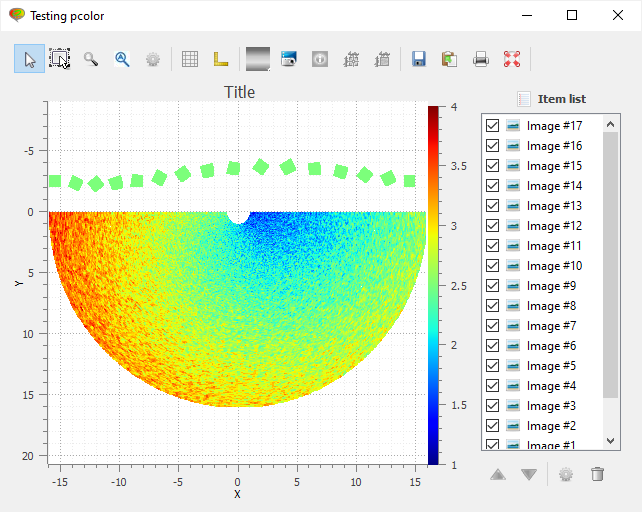 Testing pcolor
Title
Item list
-5
0
5
10
15
20
Y
-15
-10
-5
0
5
10
15
X
4
3.5
3
2.5
2
1.5
1
Image #17
Image #16
Image #15
Image #14
Image #13
Image #12
Image #11
Image #10
Image #9
Image #8
Image #7
Image #6
Image #5
Image #4
Image #3
Image #2
Image #1